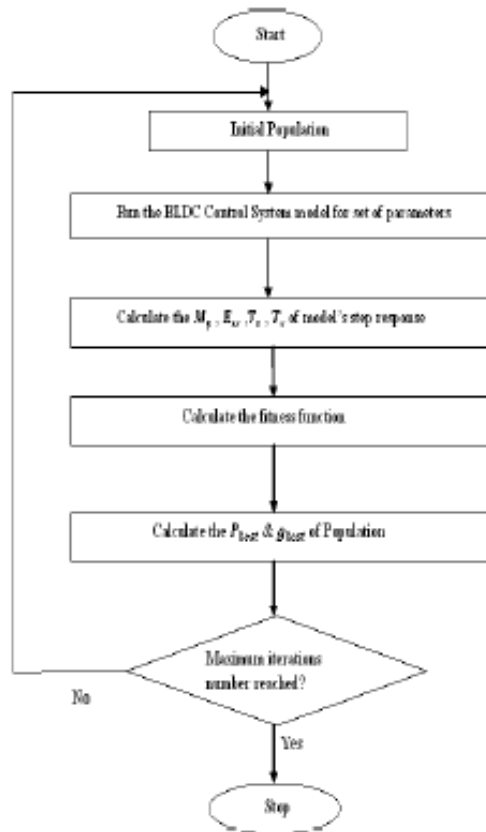 Start
Initial Population
Run the BLDC Control System model for set of parameters
Calculate the Mp , Ess , Tr , Ts of model's step response
Calculate the fitness function
Calculate the Pbest & gbest of Population
Maximum iterations
number reached?
No
Yes
Stop